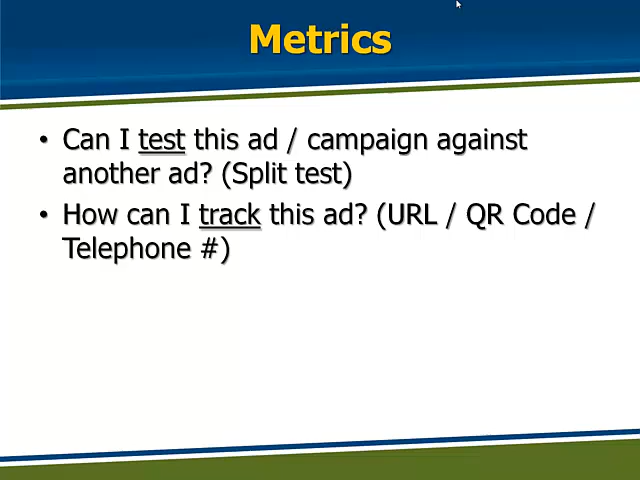 Metrics
• Can I test this ad / campaign against
another ad? (Split test)
• How can I track this ad? (URL / QR Code /
Telephone #)